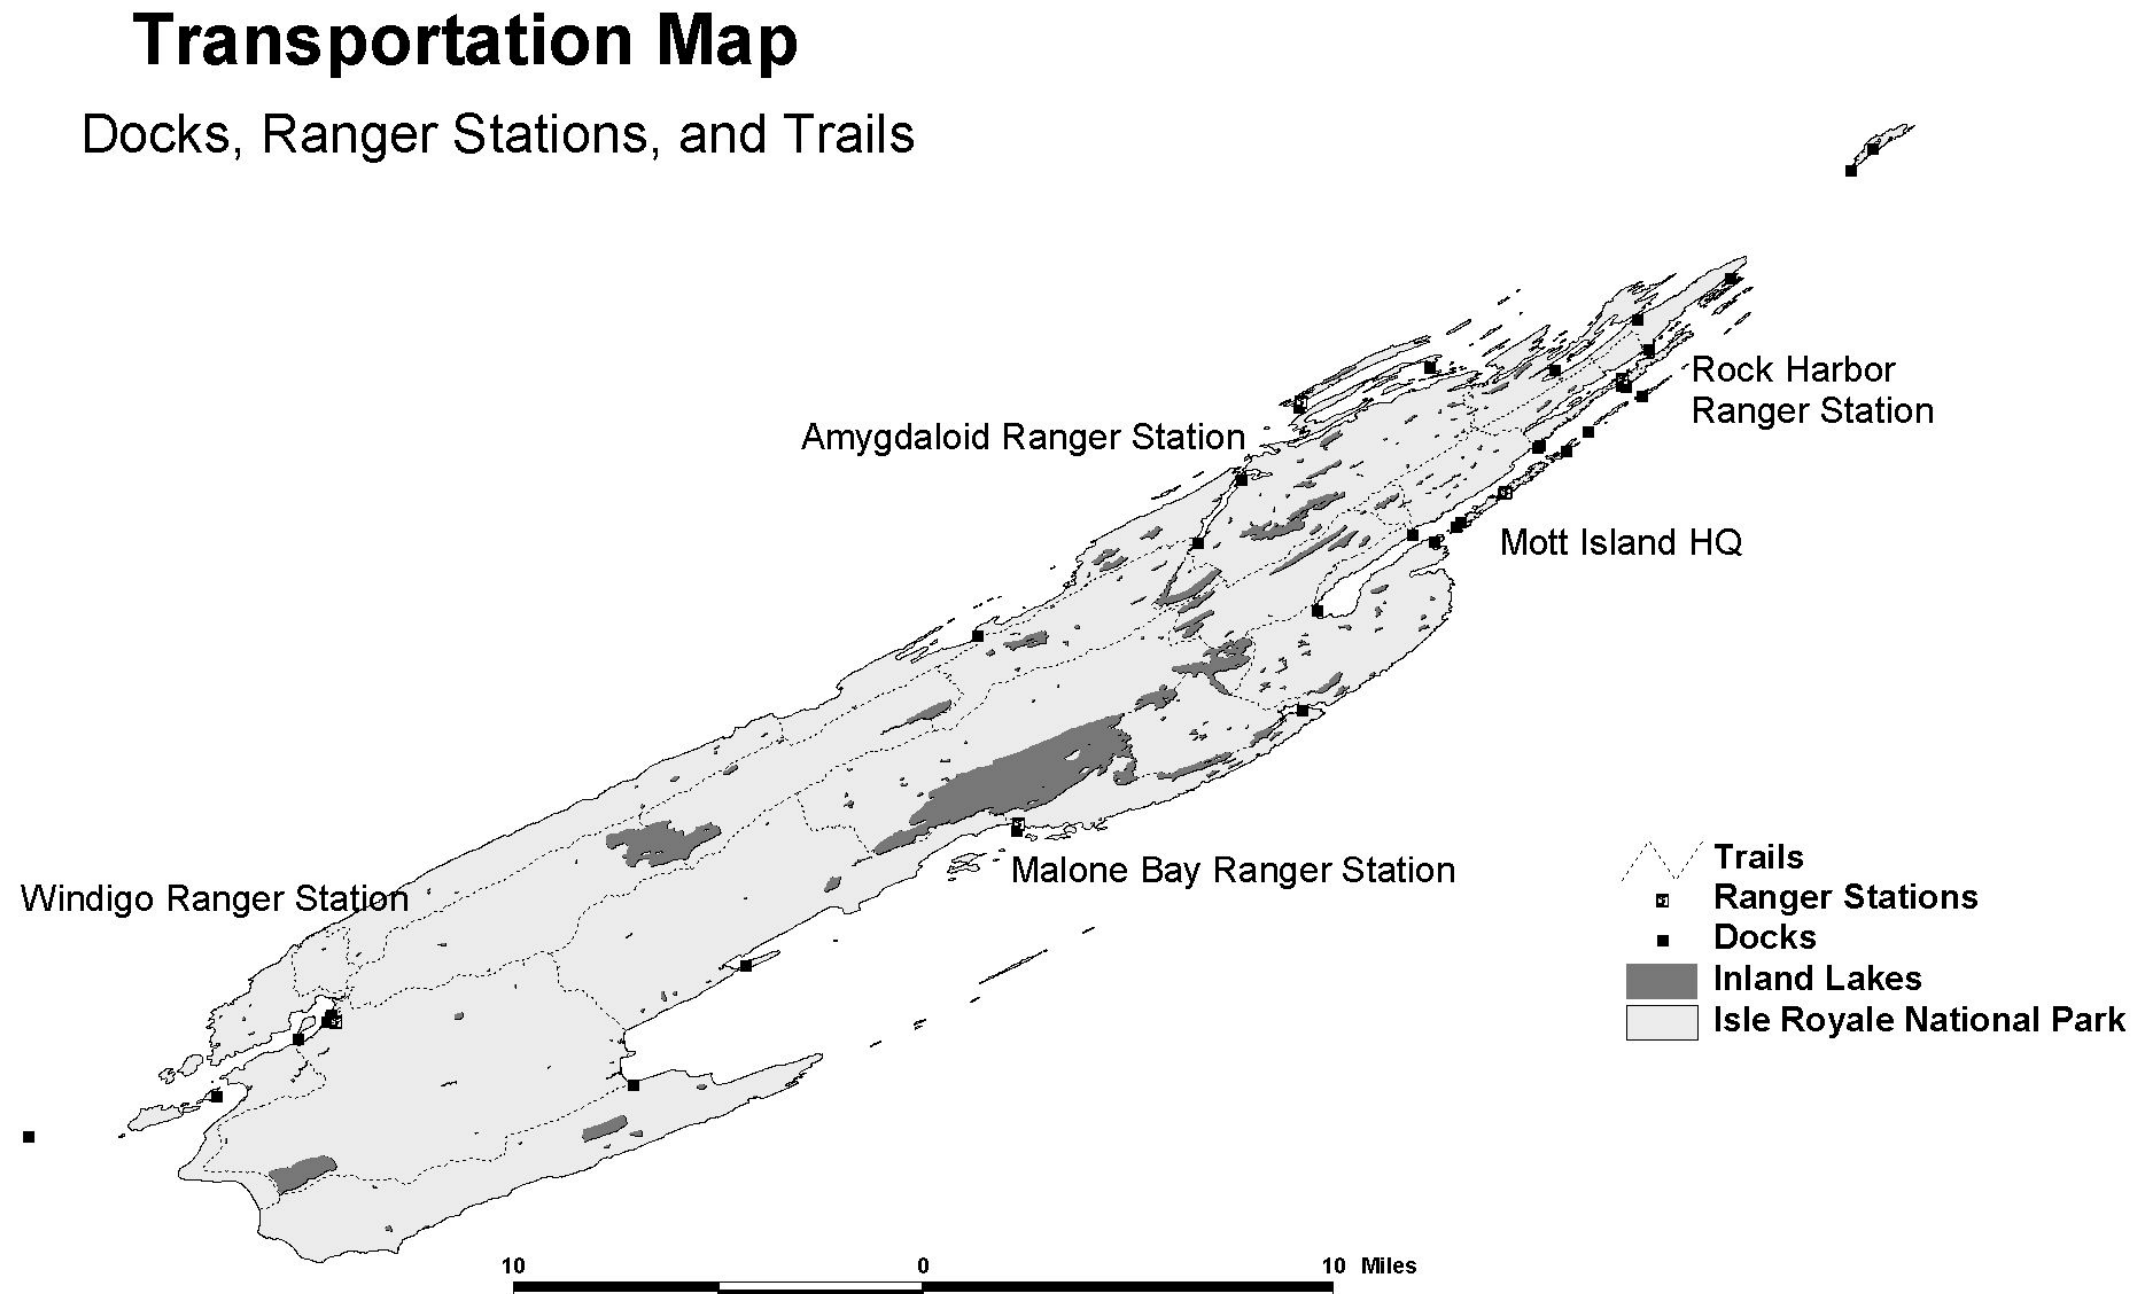 Transportation Map
Docks, Ranger Stations, and Trails
Rock Harbor
Ranger Station
Amygdaloid Ranger Station
Mott Island HQ
Malone Bay Ranger Station
Windigo Ranger Station
Trails
Ranger Stations
Docks
Inland Lakes
Isle Royale National Park
10 0 10 Miles